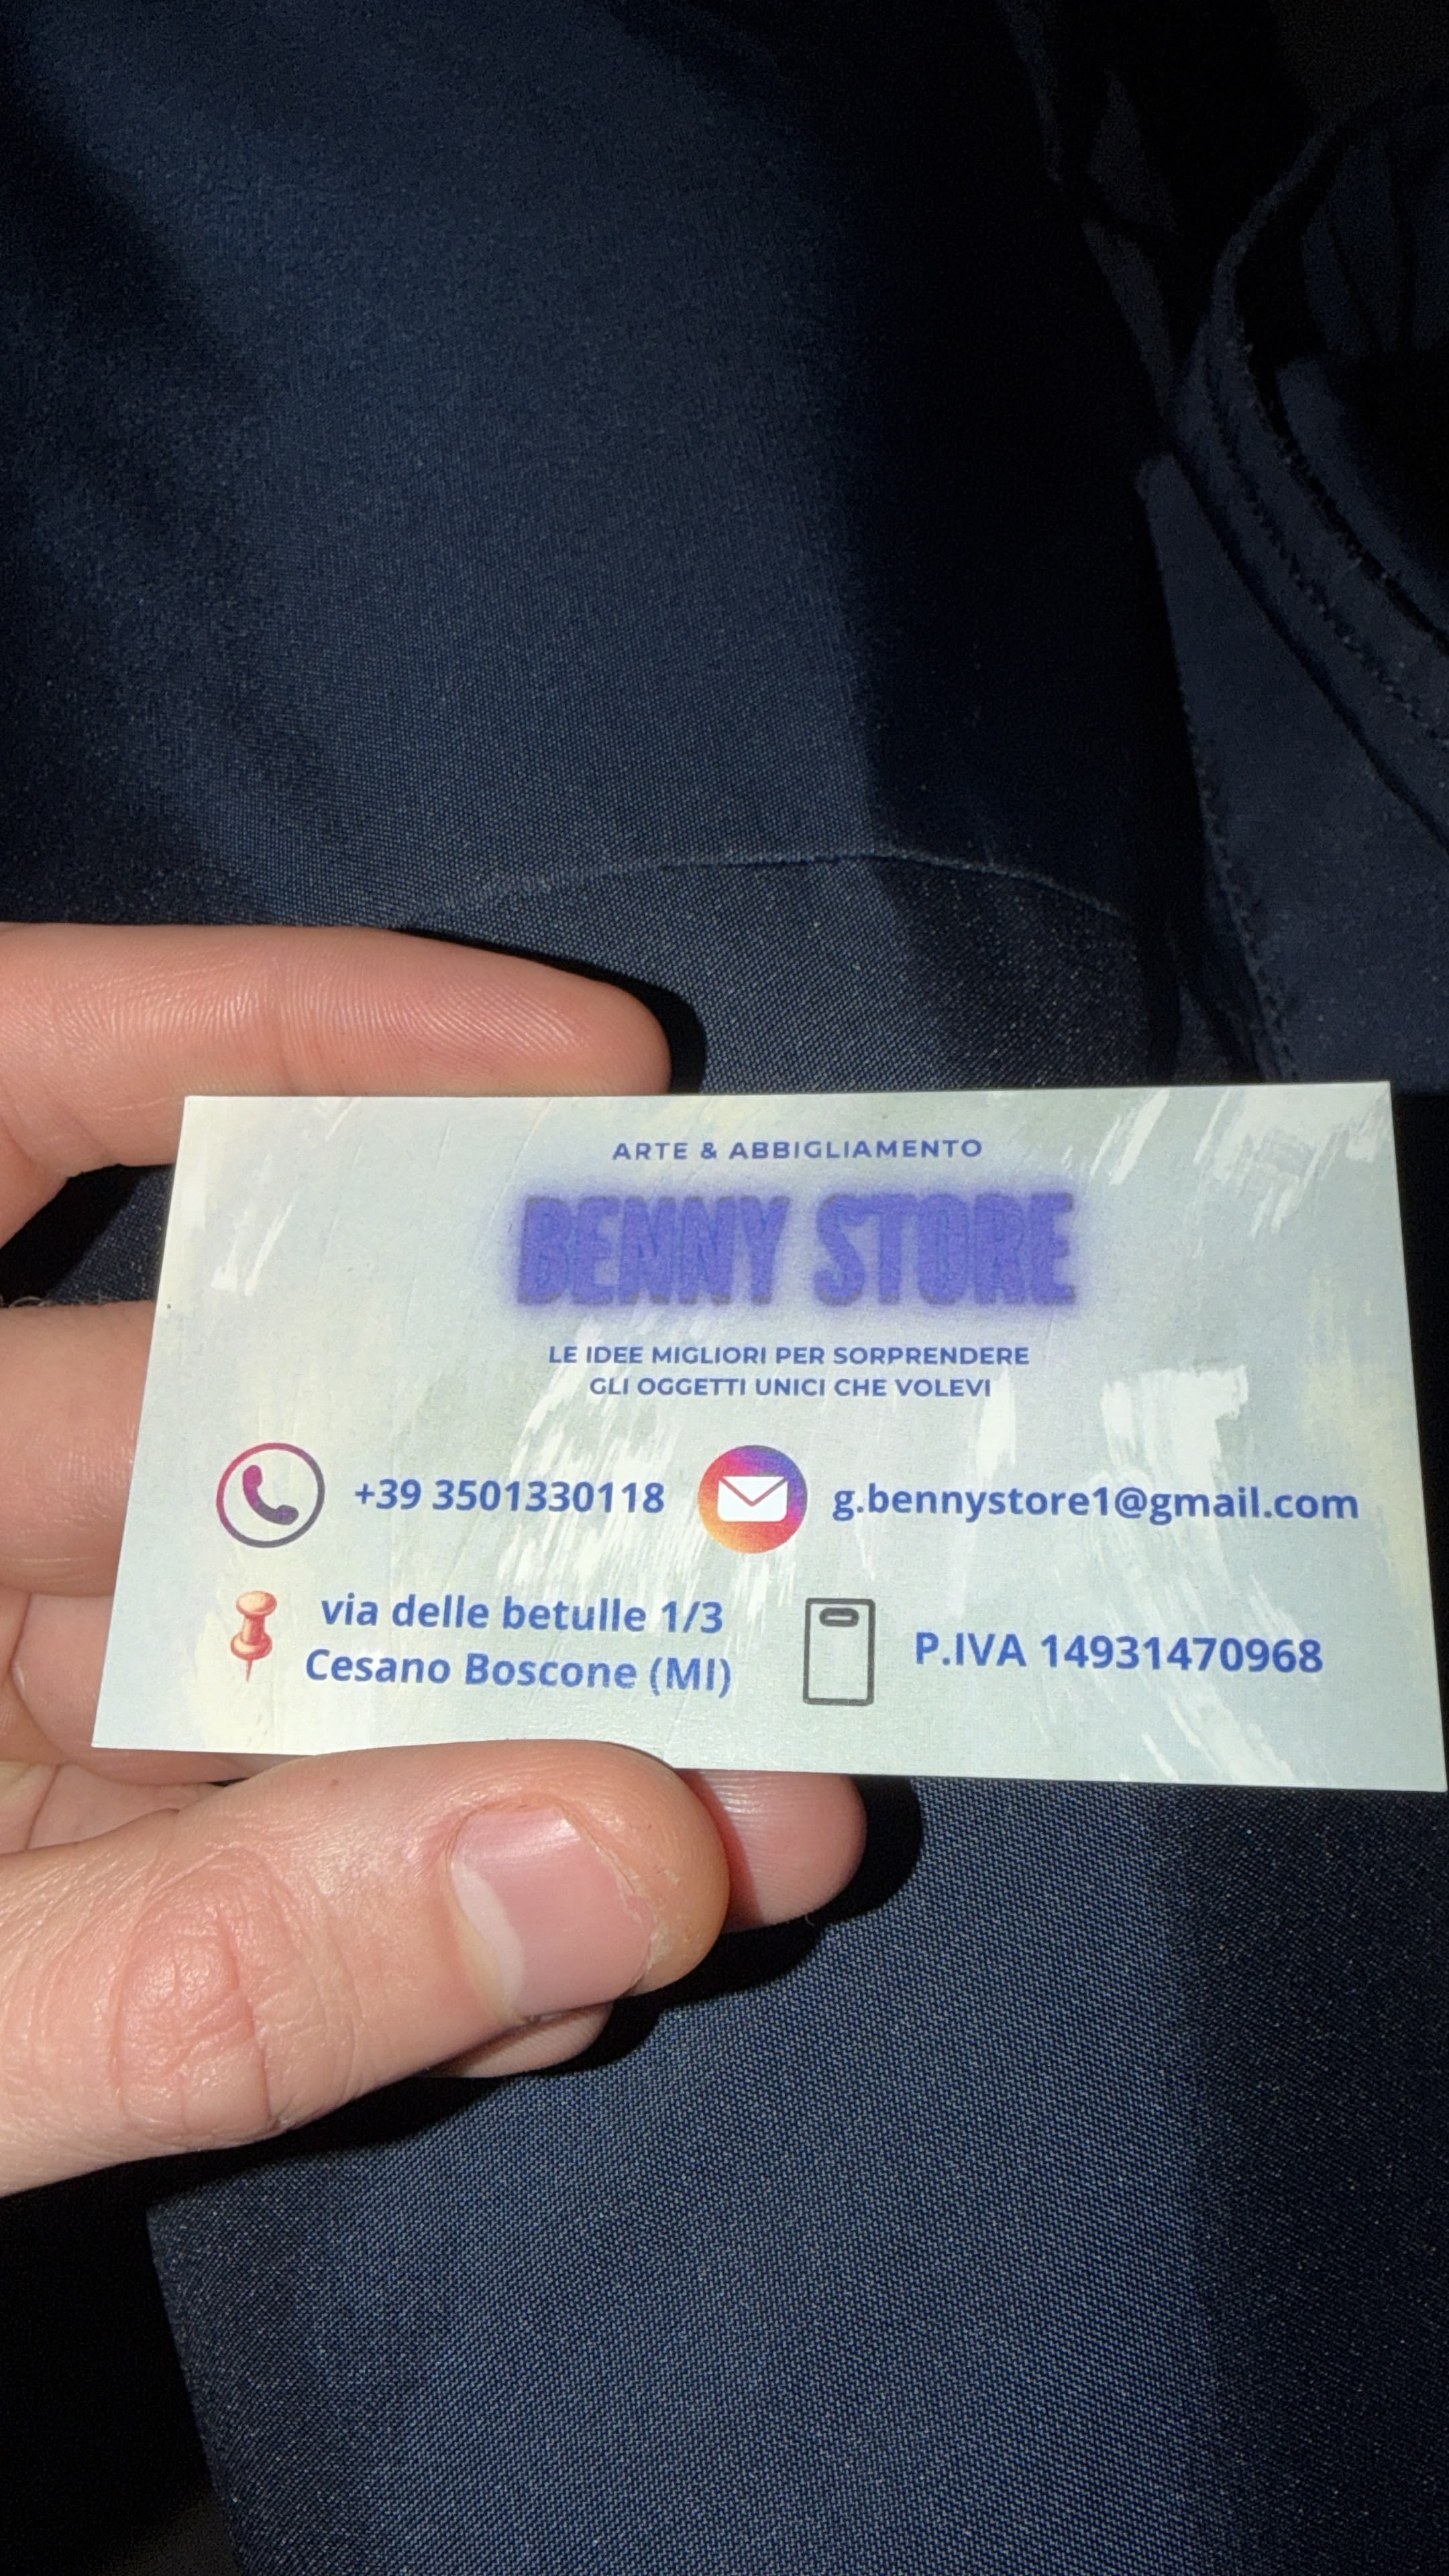 ARTE & ABBIGLIAMENTO
BENNY STORE
LE IDEE MIGLIORI PER SORPRENDERE
GLI OGGETTI UNICI CHE VOLEVI
+39 3501330118
g.bennystore1@gmail.com
via delle betulle 1/3
Cesano Boscone (MI)
P.IVA 14931470968